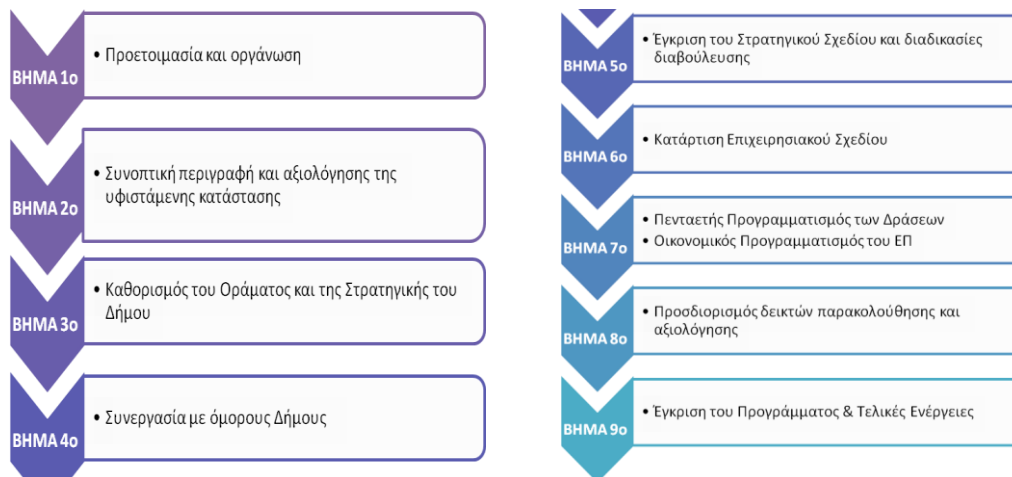 ΒΗΜΑ 1ο
• Προετοιμασία και οργάνωση
ΒΗΜΑ 2ο
• Συνοπτική περιγραφή και αξιολόγησης της
υφιστάμενης κατάστασης
ΒΗΜΑ 3ο
• Καθορισμός του Οράματος και της Στρατηγικής του
Δήμου
ΒΗΜΑ 4ο
• Συνεργασία με όμορους Δήμους
ΒΗΜΑ 5ο
• Έγκριση του Στρατηγικού Σχεδίου και διαδικασίες
διαβούλευσης
ΒΗΜΑ 6ο
• Κατάρτιση Επιχειρησιακού Σχεδίου
ΒΗΜΑ 7ο
• Πενταετής Προγραμματισμός των Δράσεων
• Οικονομικός Προγραμματισμός του ΕΠ
ΒΗΜΑ 8ο
• Προσδιορισμός δεικτών παρακολούθησης και
αξιολόγησης
ΒΗΜΑ 9ο
• Έγκριση του Προγράμματος & Τελικές Ενέργειες